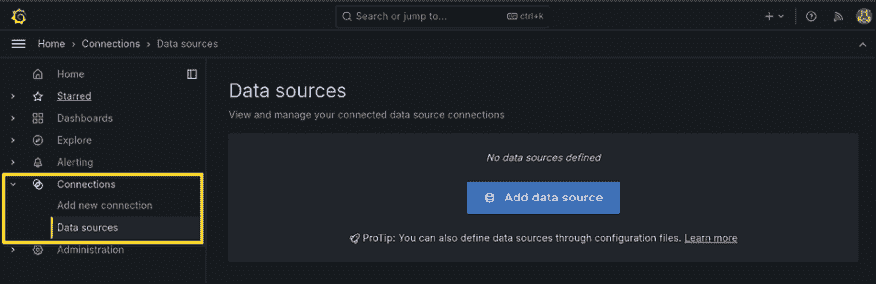 Search or jump to... ctrl+k
Home > Connections > Data sources
Home
Starred
Dashboards
Explore
Alerting
Connections
Add new connection
Data sources
Administration
Data sources
View and manage your connected data source connections
No data sources defined
Add data source
ProTip: You can also define data sources through configuration files. Learn more